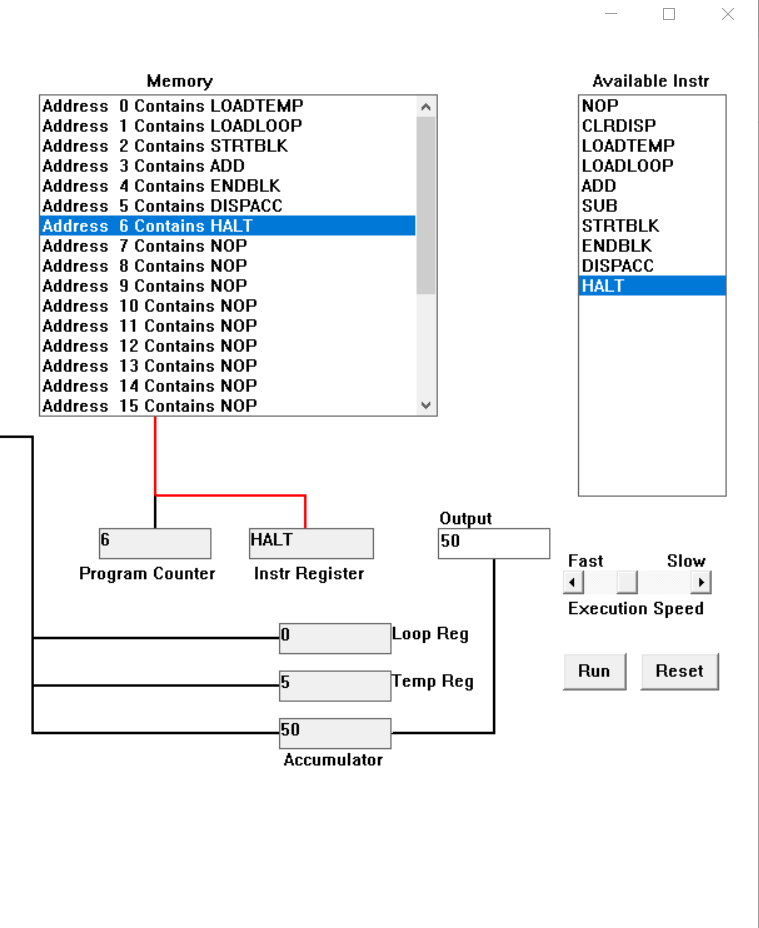 Memory
Address 0 Contains LOADTEMP
Address 1 Contains LOADLOOP
Address 2 Contains STRTBLK
Address 3 Contains ADD
Address 4 Contains ENDBLK
Address 5 Contains DISPACC
Address 6 Contains HALT
Address 7 Contains NOP
Address 8 Contains NOP
Address 9 Contains NOP
Address 10 Contains NOP
Address 11 Contains NOP
Address 12 Contains NOP
Address 13 Contains NOP
Address 14 Contains NOP
Address 15 Contains NOP
Available Instr
NOP
CLRDISP
LOADTEMP
LOADLOOP
ADD
SUB
STRTBLK
ENDBLK
DISPACC
HALT
6
Program Counter
HALT
Instr Register
Output
50
Fast Slow
Execution Speed
0 Loop Reg
5 Temp Reg
50
Accumulator
Run Reset